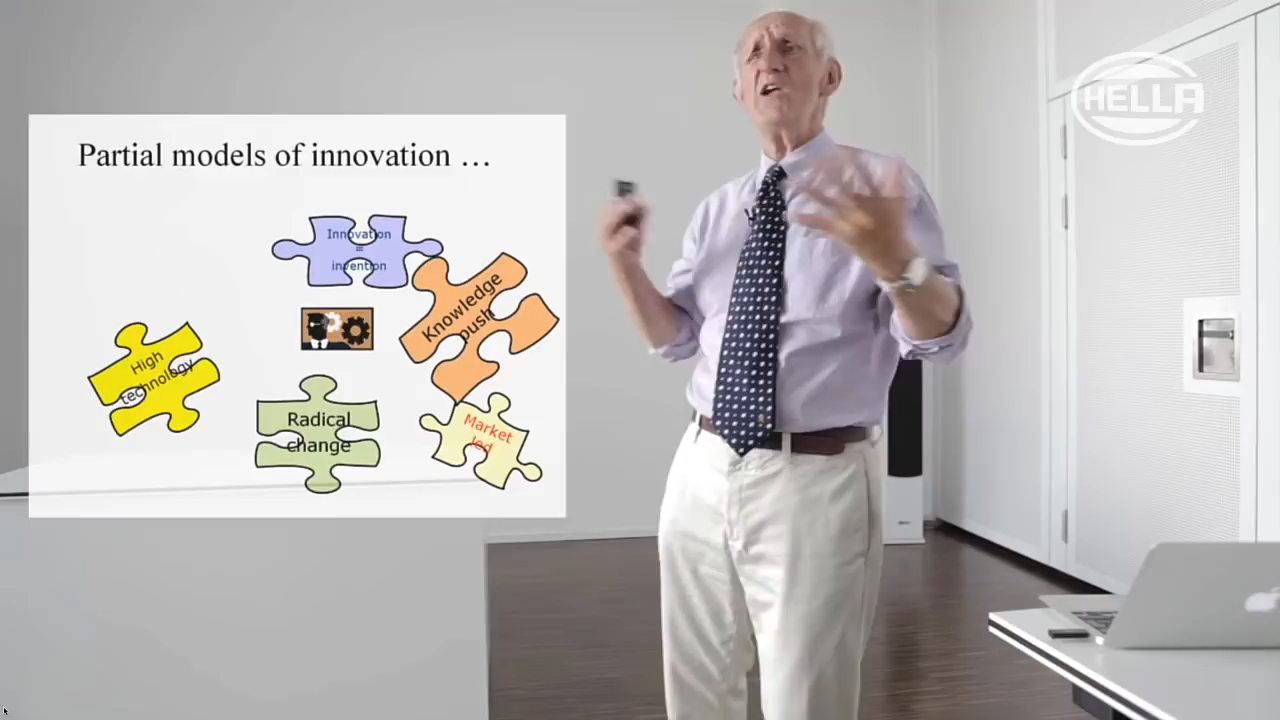 HELLA
Partial models of innovation …
Innovation
=
invention
Knowledge
push
High
technology
Radical
change
Market
led